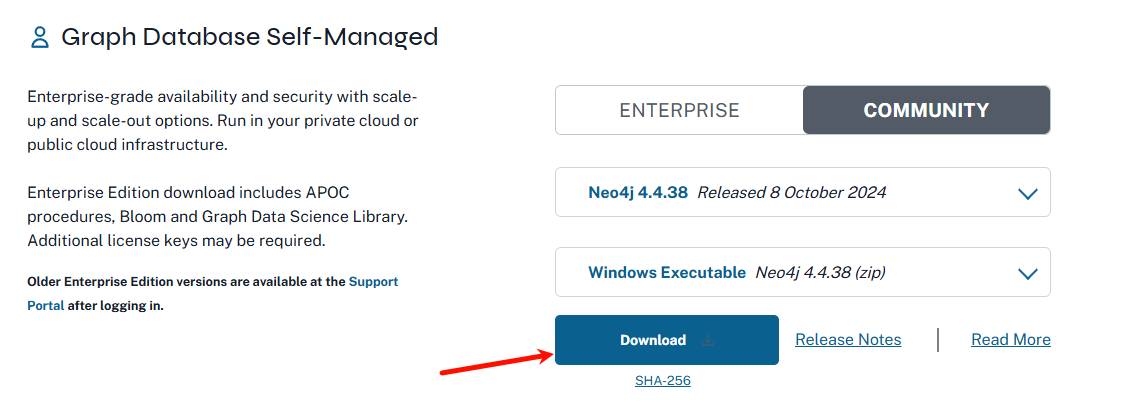 Graph Database Self-Managed
Enterprise-grade availability and security with scale-
up and scale-out options. Run in your private cloud or
public cloud infrastructure.
Enterprise Edition download includes APOC
procedures, Bloom and Graph Data Science Library.
Additional license keys may be required.
Older Enterprise Edition versions are available at the Support
Portal after logging in.
ENTERPRISE
COMMUNITY
Neo4j 4.4.38 Released 8 October 2024
Windows Executable Neo4j 4.4.38 (zip)
Download
Release Notes
Read More
SHA-256